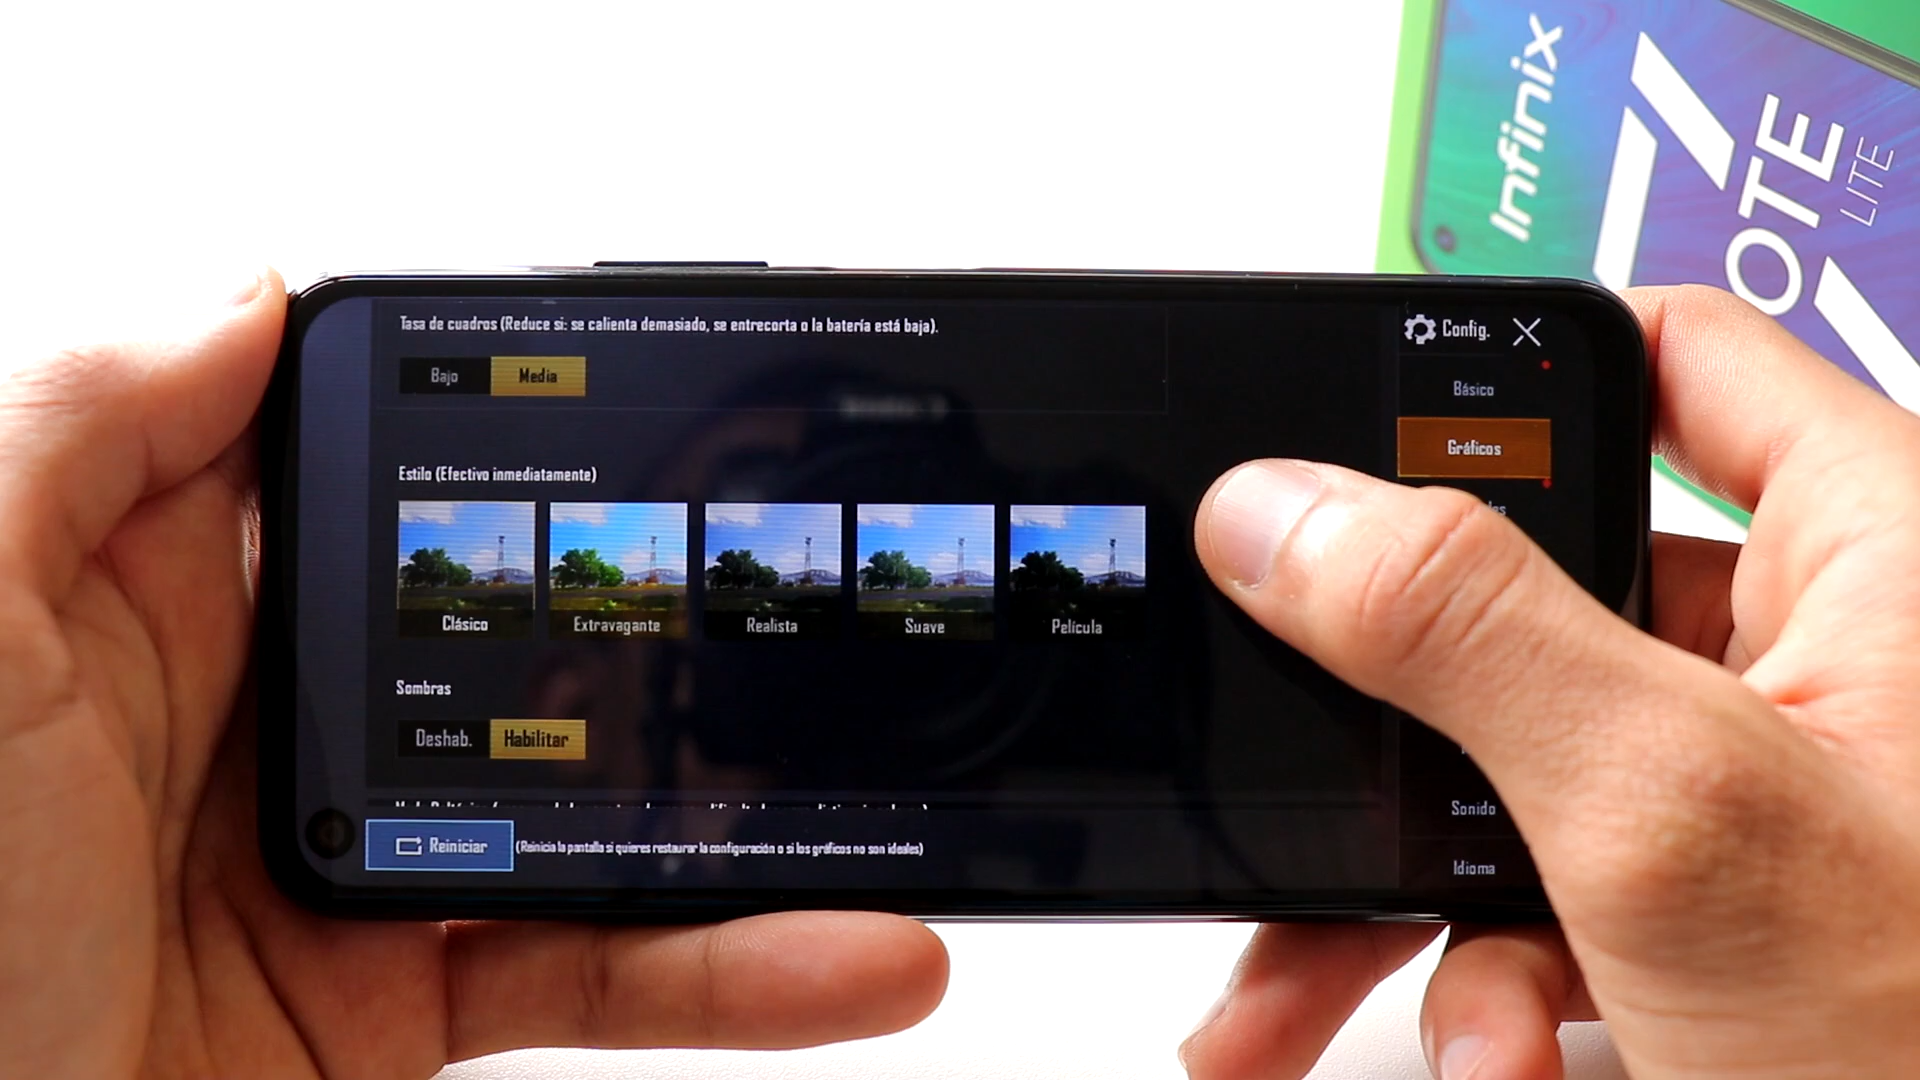 Infinix
OTE
LITE
Tasa de cuadros (Reduce si: se calienta demasiado, se entrecorta o la batería está baja).
Bajo
Media
Estilo (Efectivo inmediatamente)
Clásico
Extravagante
Realista
Suave
Película
Sombras
Deshab.
Habilitar
Reiniciar
(Reinicia la pantalla si quieres restaurar la configuración o si los gráficos no son ideales)
Config.
Básico
Gráficos
Sonido
Idioma